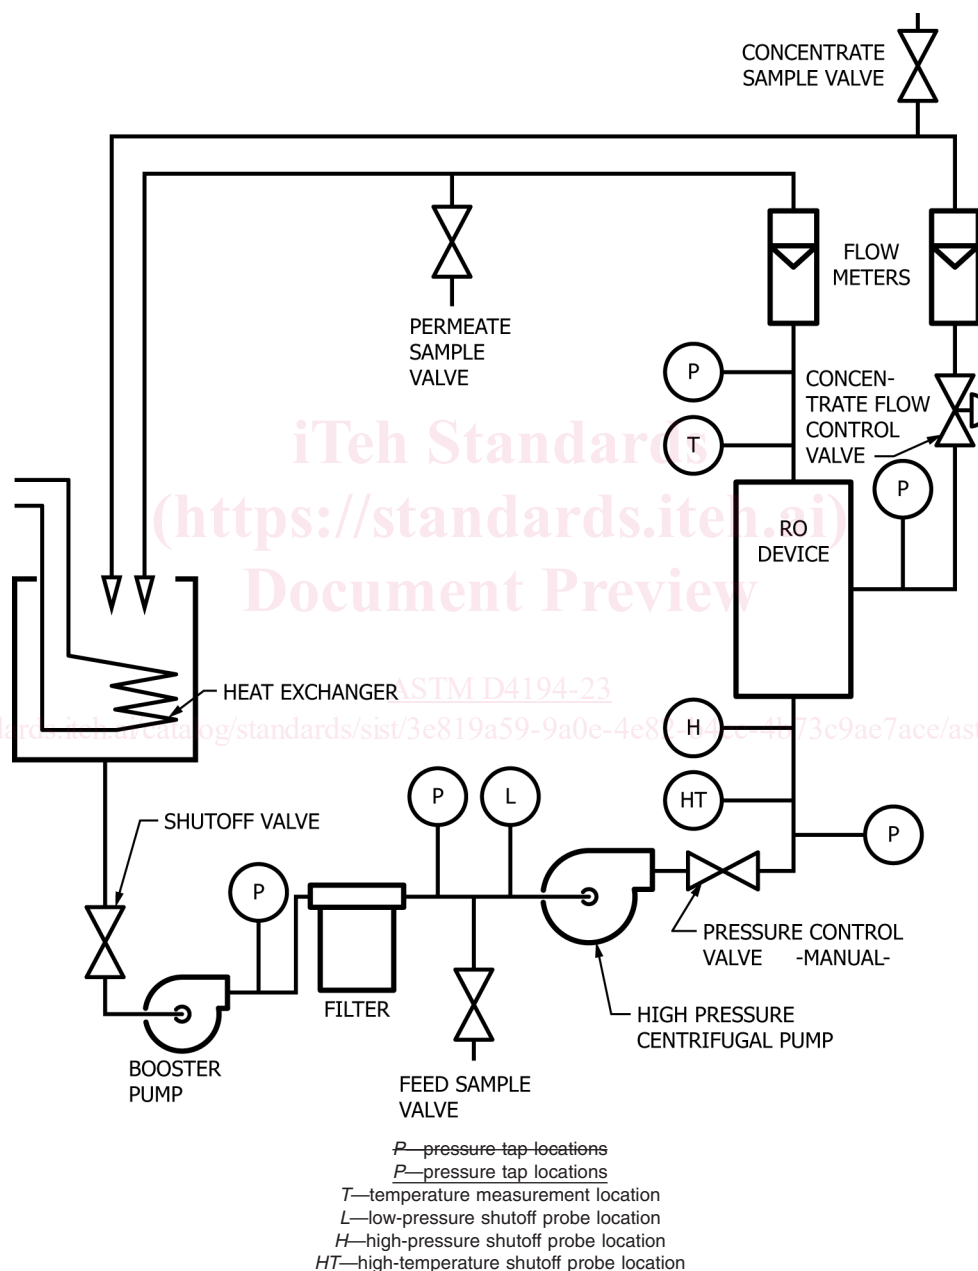 CONCENTRATE
SAMPLE VALVE
FLOW
METERS
PERMEATE
SAMPLE
VALVE
P
CONCEN-
TRATE FLOW
CONTROL
VALVE
T
P
iTeh Standards
(https://standards.iteh.ai)
Document Preview
RO
DEVICE
HEAT EXCHANGER
ASTM D4194-23
H
HT
P
L
P
SHUTOFF VALVE
P
PRESSURE CONTROL
VALVE -MANUAL-
FILTER
HIGH PRESSURE
CENTRIFUGAL PUMP
BOOSTER
PUMP
FEED SAMPLE
VALVE
P—pressure tap locations
P—pressure tap locations
T—temperature measurement location
L—low-pressure shutoff probe location
H—high-pressure shutoff probe location
HT—high-temperature shutoff probe location